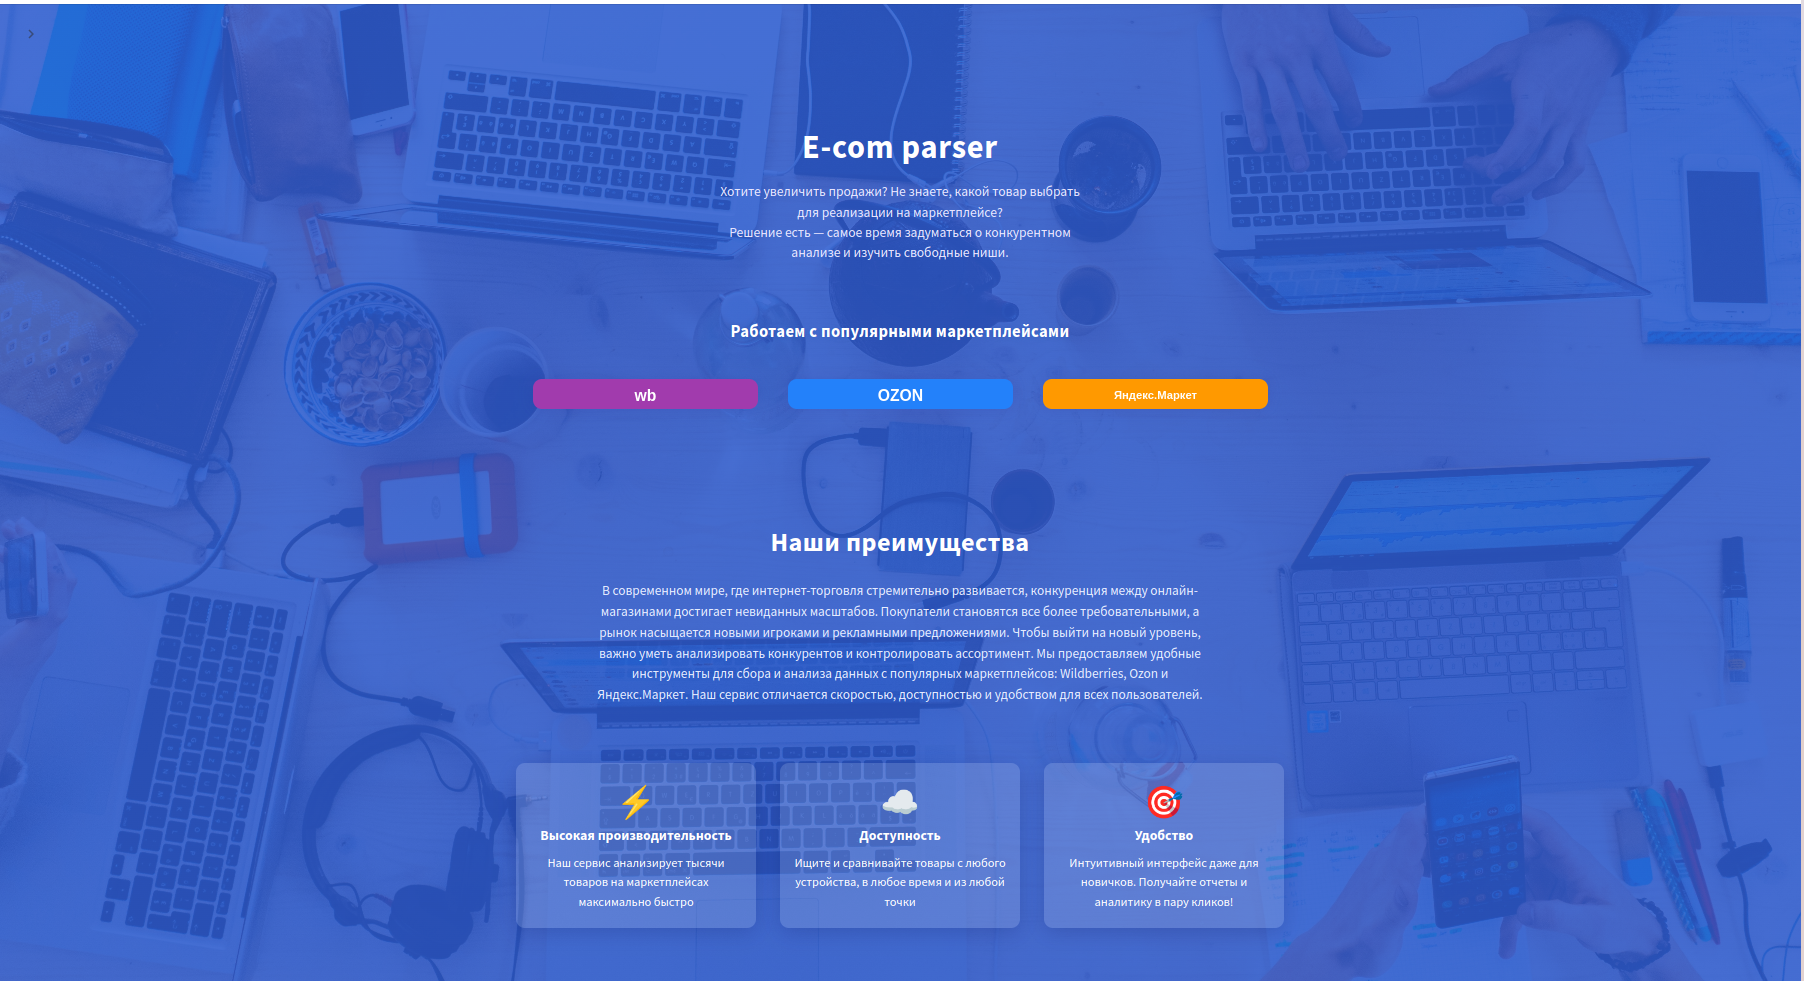 E-com parser
Хотите увеличить продажи? Не знаете, какой товар выбрать
для реализации на маркетплейсе?
Решение есть — самое время задуматься о конкурентном
анализе и изучить свободные ниши.
Работаем с популярными маркетплейсами
wb
OZON
Яндекс.Маркет
Наши преимущества
В современном мире, где интернет-торговля стремительно развивается, конкуренция между онлайн-
магазинами достигает невиданных масштабов. Покупатели становятся все более требовательными, а
рынок насыщается новыми игроками и рекламными предложениями. Чтобы выйти на новый уровень,
важно уметь анализировать конкурентов и контролировать ассортимент. Мы предоставляем удобные
инструменты для сбора и анализа данных с популярных маркетплейсов: Wildberries, Ozon и
Яндекс.Маркет. Наш сервис отличается скоростью, доступностью и удобством для всех пользователей.
Высокая производительность
Наш сервис анализирует тысячи
товаров на маркетплейсах
максимально быстро
Доступность
Ищите и сравнивайте товары с любого
устройства, в любое время и из любой
точки
Удобство
Интуитивный интерфейс даже для
новичков. Получайте отчеты и
аналитику в пару кликов!